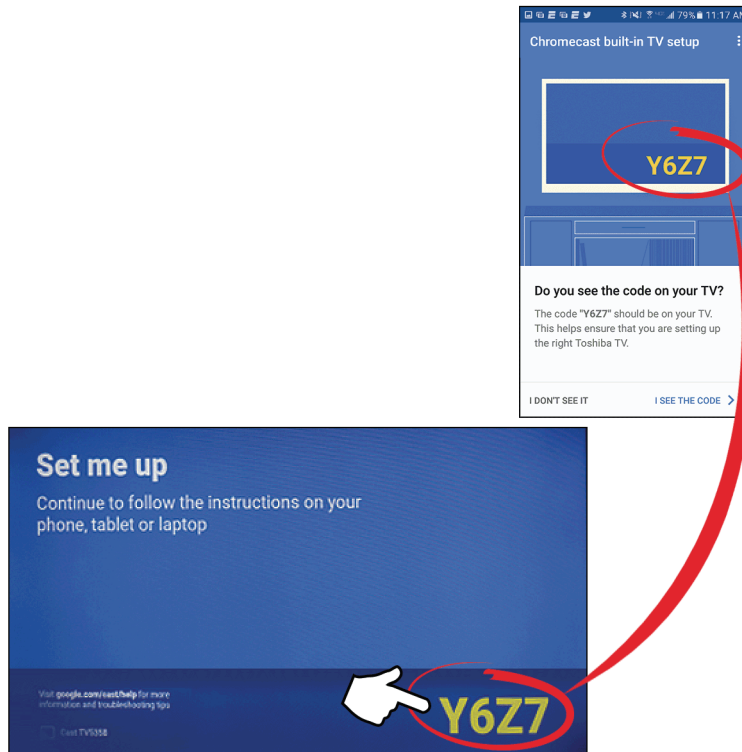 79% 11:17 AM
Chromecast built-in TV setup
Y6Z7
Do you see the code on your TV?
The code "Y6Z7" should be on your TV.
This helps ensure that you are setting up
the right Toshiba TV.
I DON'T SEE IT I SEE THE CODE
Set me up
Continue to follow the instructions on your
phone, tablet or laptop
Visit google.com/cast/help for more
information and troubleshooting tips
Cast TV5358
Y6Z7